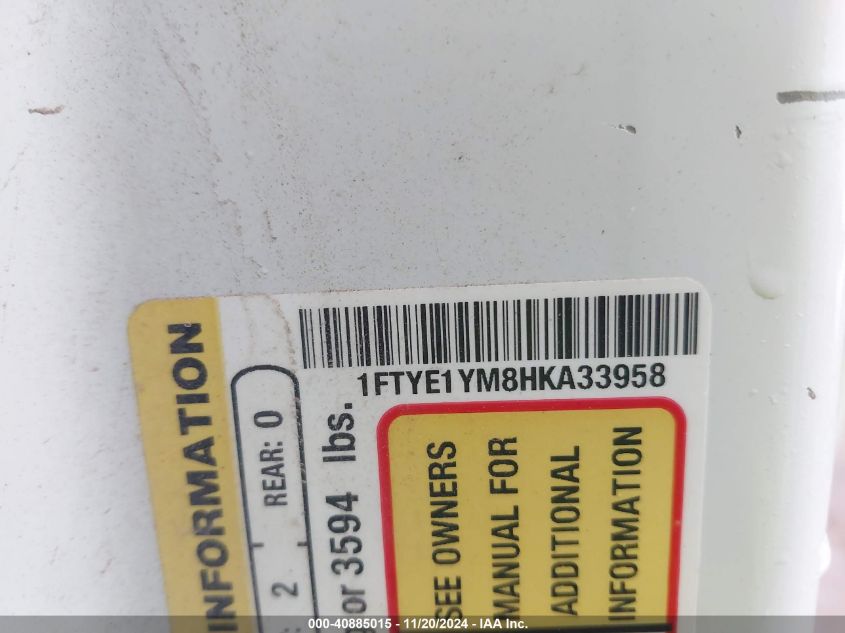 1FTYE1YM8HKA33958
INFORMATION
: 2
REAR: 0
or 3594 lbs.
SEE OWNERS
MANUAL FOR
ADDITIONAL
INFORMATION
000-40885015 - 11/20/2024 - IAA Inc.